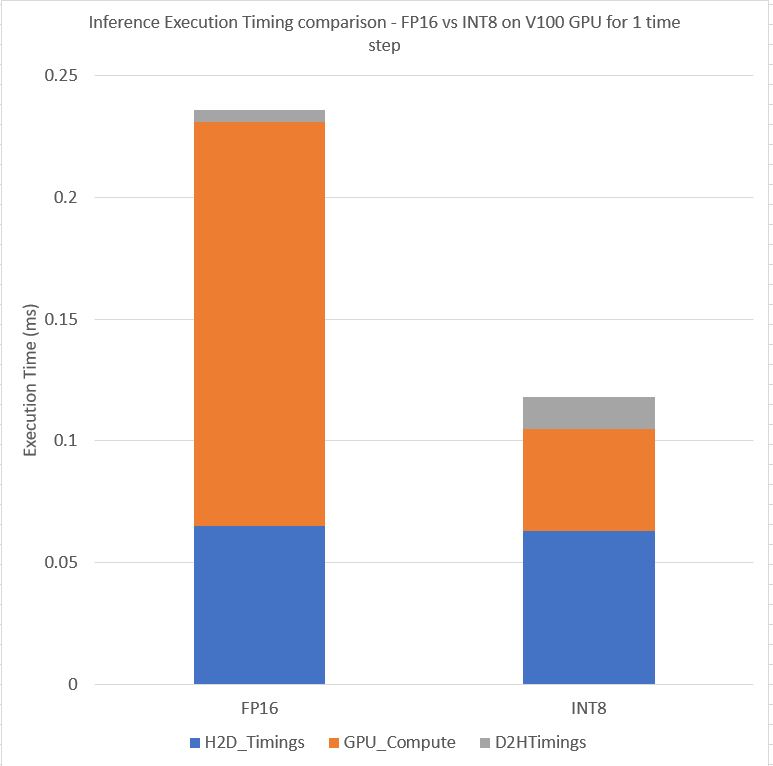 Inference Execution Timing comparison - FP16 vs INT8 on V100 GPU for 1 time
step
0.25
0.2
0.15
0.1
0.05
0
Execution Time (ms)
FP16
INT8
H2D_Timings
GPU_Compute
D2HTimings